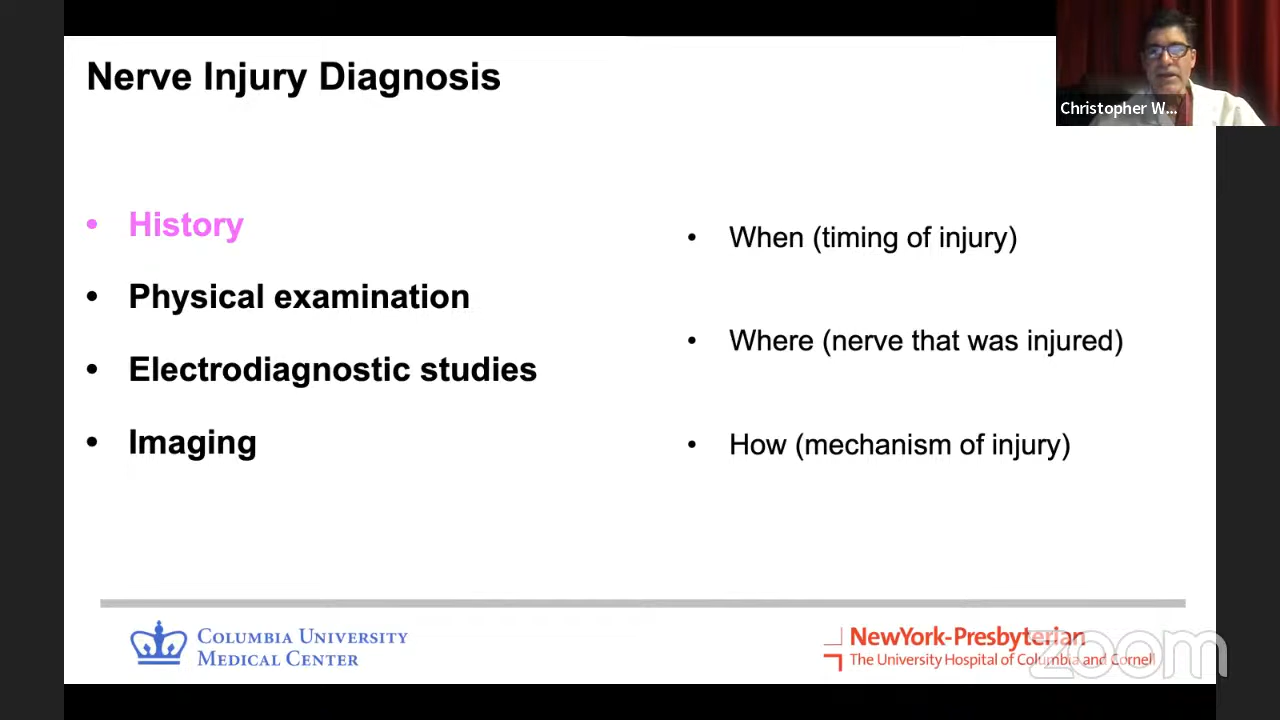 Nerve Injury Diagnosis
Christopher W...
• History
• Physical examination
• Electrodiagnostic studies
• Imaging
• When (timing of injury)
• Where (nerve that was injured)
• How (mechanism of injury)
COLUMBIA UNIVERSITY
MEDICAL CENTER
NewYork-Presbyterian
The University Hospital of Columbia and Cornell
zoom